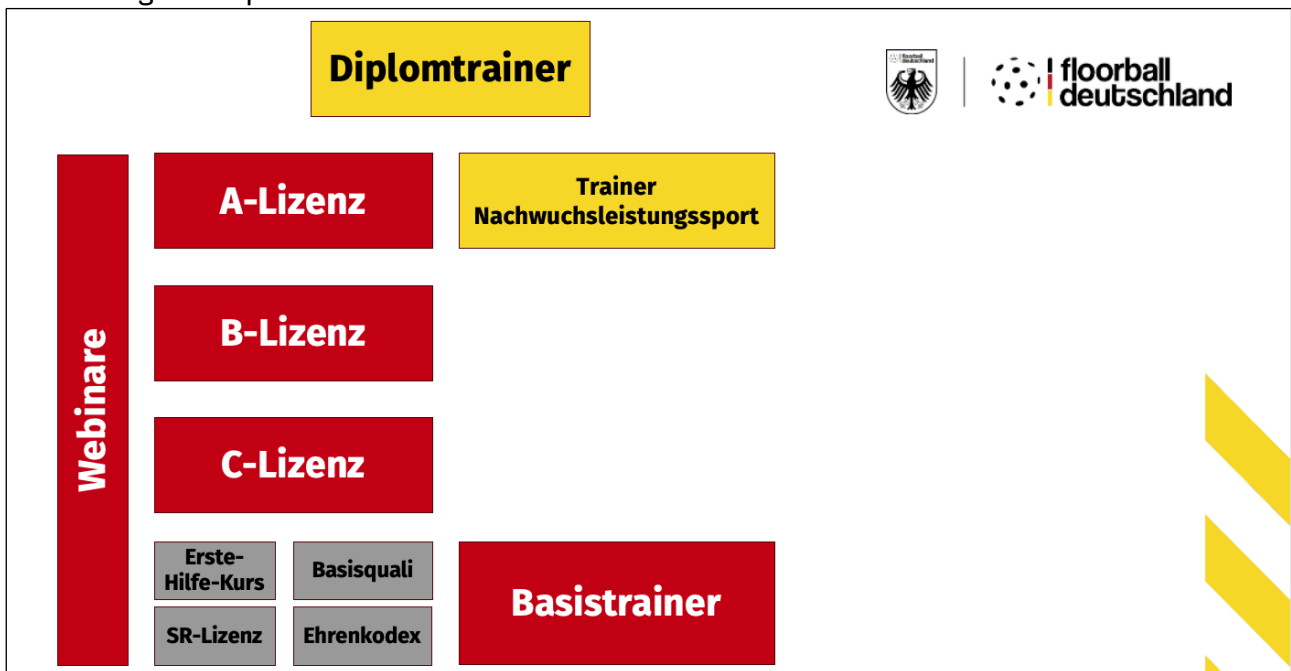 Diplomtrainer
floorball
deutschland
A-Lizenz
Trainer
Nachwuchsleistungssport
B-Lizenz
Webinare
C-Lizenz
Erste-
Hilfe-Kurs
Basisquali
Basistrainer
SR-Lizenz
Ehrenkodex